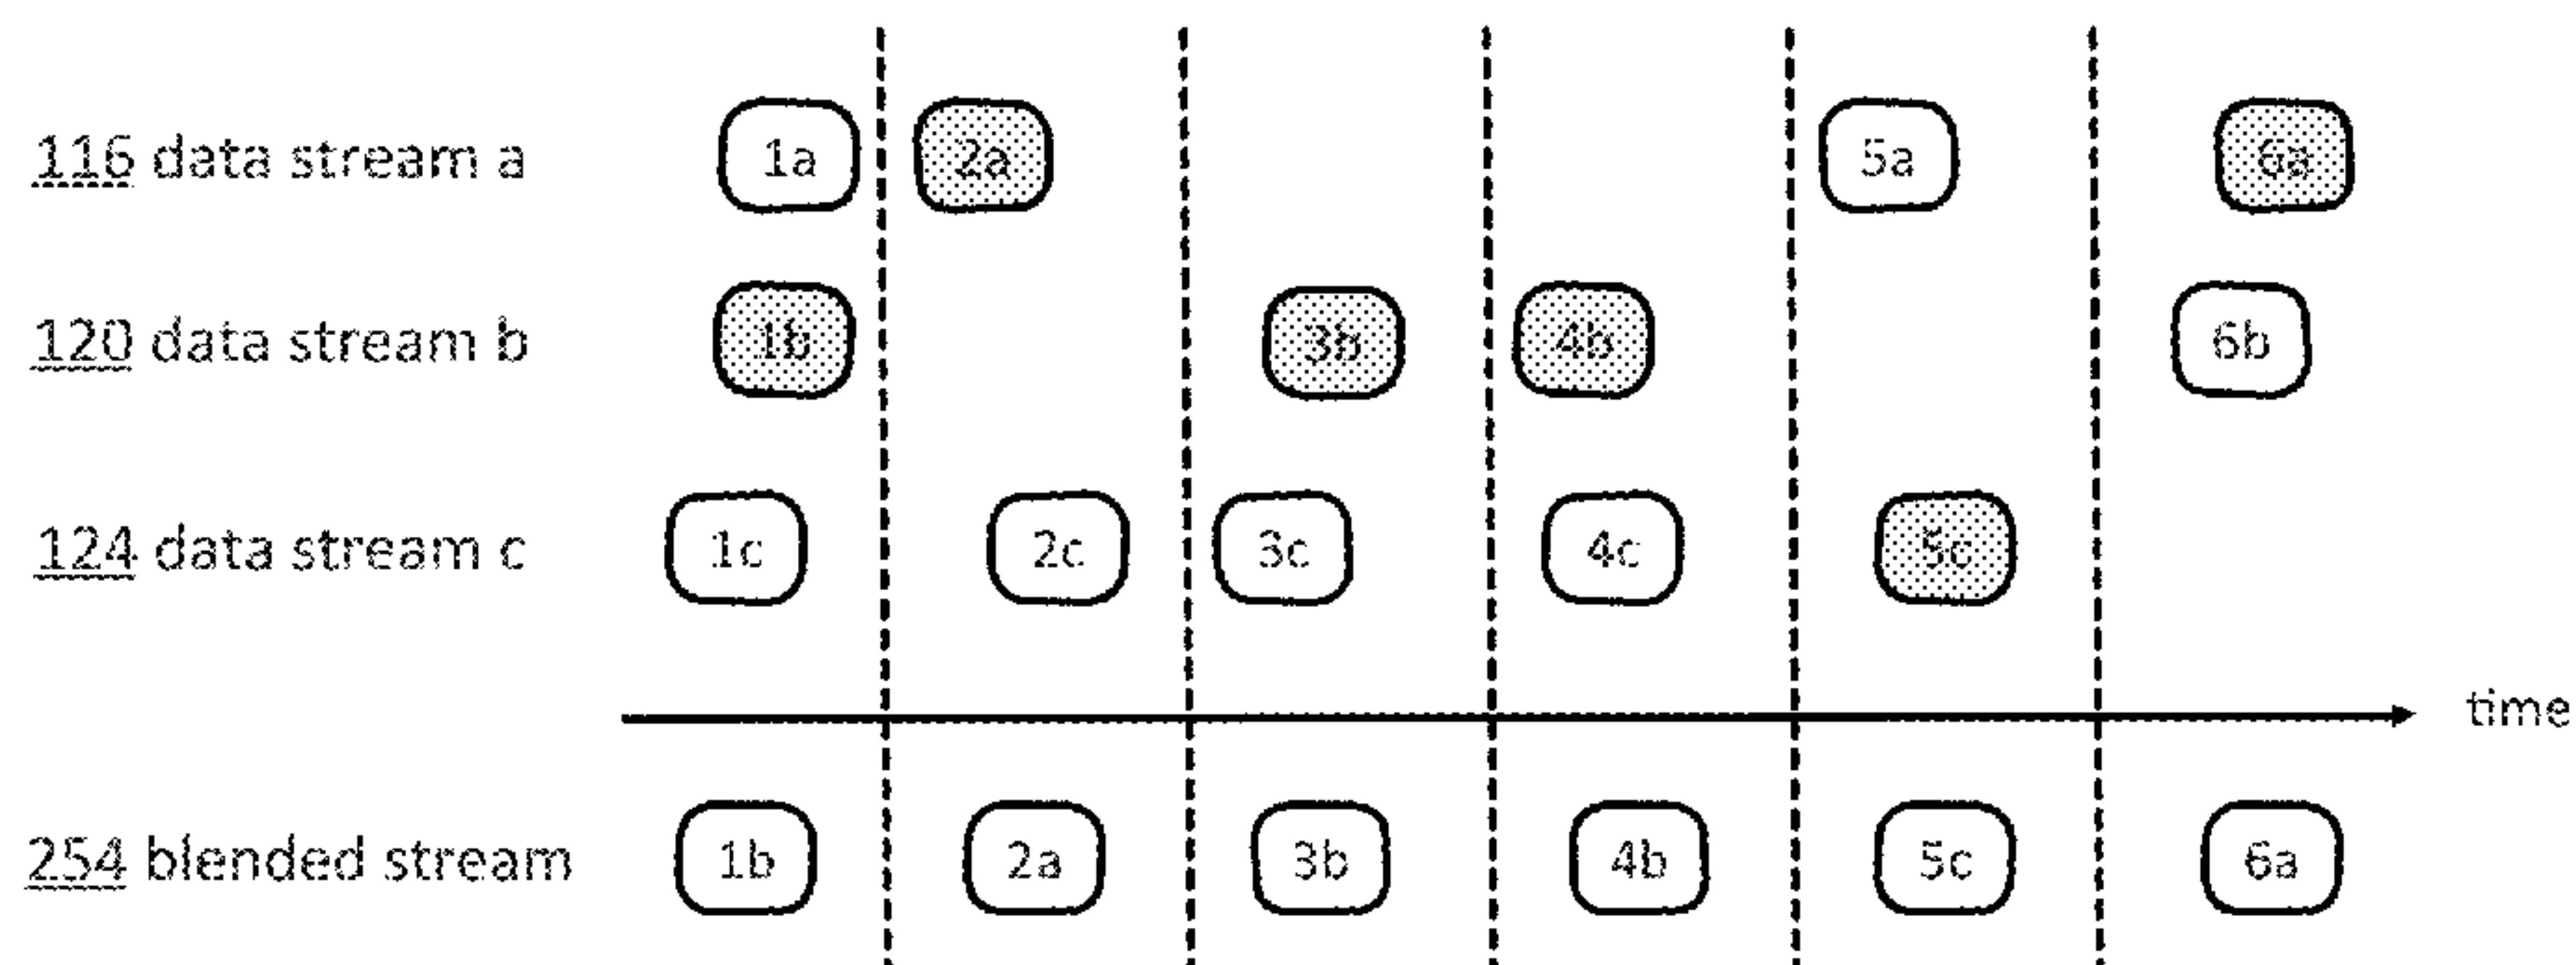 116 data stream a 1a 2a 5a 6a
120 data stream b 1b 3b 4b 6b
124 data stream c 1c 2c 3c 4c 5c
time
254 blended stream 1b 2a 3b 4b 5c 6a